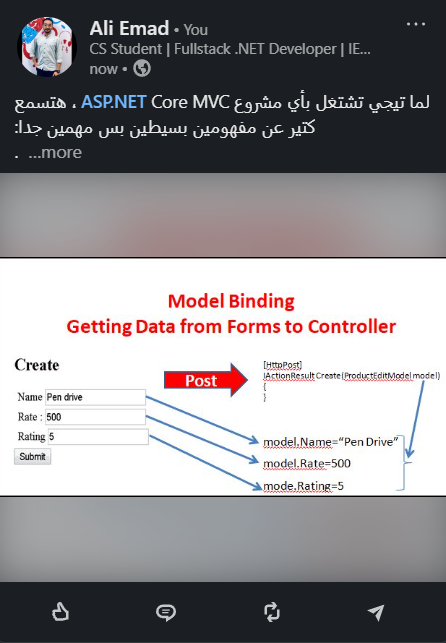 Ali Emad • You
CS Student | Fullstack .NET Developer | IE...
now •
لما تيجي تشتغل بأي مشروع ASP.NET Core MVC ، هتسمع
كتير عن مفهومين بسيطين بس مهمين جدا:
. ...more
Model Binding
Getting Data from Forms to Controller
Create
Name Pen drive
Rate : 500
Rating 5
Submit
Post
[HttpPost]
IActionResult Create(ProductEditModel model)
{
}
model.Name=“Pen Drive”
model.Rate=500
mode.Rating=5